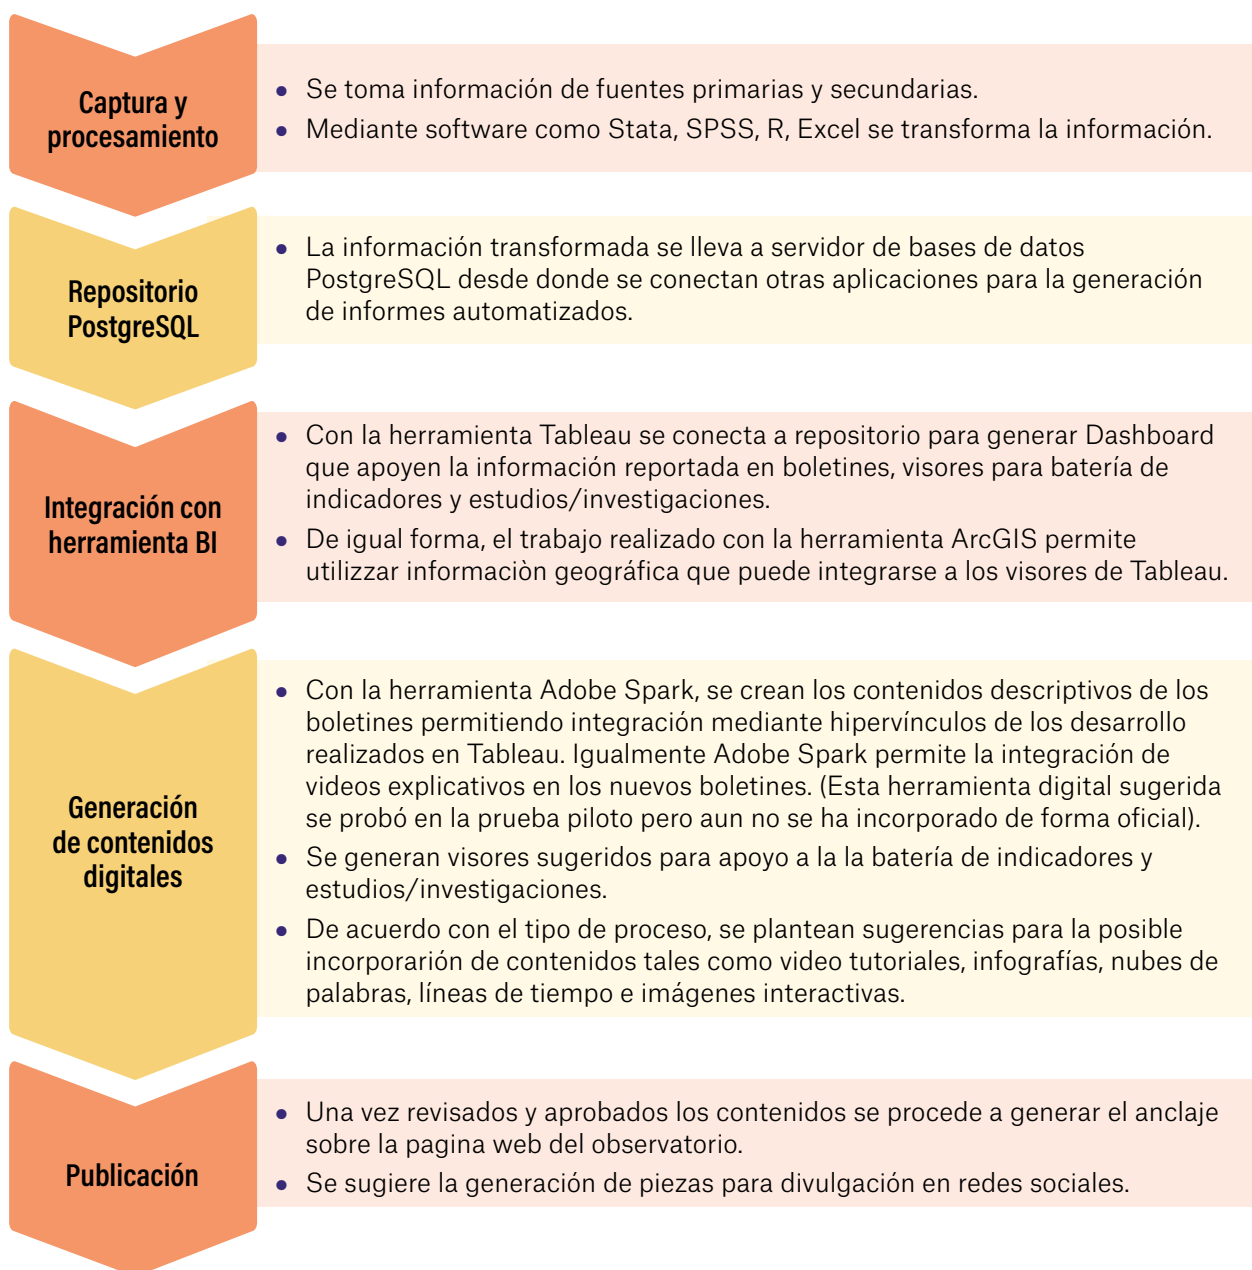 Captura y
procesamiento
• Se toma información de fuentes primarias y secundarias.
• Mediante software como Stata, SPSS, R, Excel se transforma la información.
Repositorio
PostgreSQL
• La información transformada se lleva a servidor de bases de datos
PostgreSQL desde donde se conectan otras aplicaciones para la generación
de informes automatizados.
Integración con
herramienta BI
• Con la herramienta Tableau se conecta a repositorio para generar Dashboard
que apoyen la información reportada en boletines, visores para batería de
indicadores y estudios/investigaciones.
• De igual forma, el trabajo realizado con la herramienta ArcGIS permite
utilizzar informaciòn geográfica que puede integrarse a los visores de Tableau.
Generación
de contenidos
digitales
• Con la herramienta Adobe Spark, se crean los contenidos descriptivos de los
boletines permitiendo integración mediante hipervínculos de los desarrollo
realizados en Tableau. Igualmente Adobe Spark permite la integración de
videos explicativos en los nuevos boletines. (Esta herramienta digital sugerida
se probó en la prueba piloto pero aun no se ha incorporado de forma oficial).
• Se generan visores sugeridos para apoyo a la la batería de indicadores y
estudios/investigaciones.
• De acuerdo con el tipo de proceso, se plantean sugerencias para la posible
incorporarión de contenidos tales como video tutoriales, infografías, nubes de
palabras, líneas de tiempo e imágenes interactivas.
Publicación
• Una vez revisados y aprobados los contenidos se procede a generar el anclaje
sobre la pagina web del observatorio.
• Se sugiere la generación de piezas para divulgación en redes sociales.